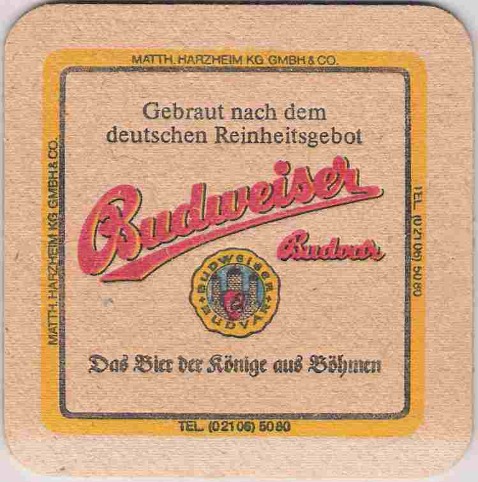 MATTH. HARZHEIM KG. GMBH & CO.
Gebraut nach dem
deutschen Reinheitsgebot
Budweiser
Budvar
BUDWEISER BUDVAR
Das Bier der Könige aus Böhmen
TEL. (02106) 5080
MATTH. HARZHEIM KG. GMBH & CO.
TEL. (02106) 5080